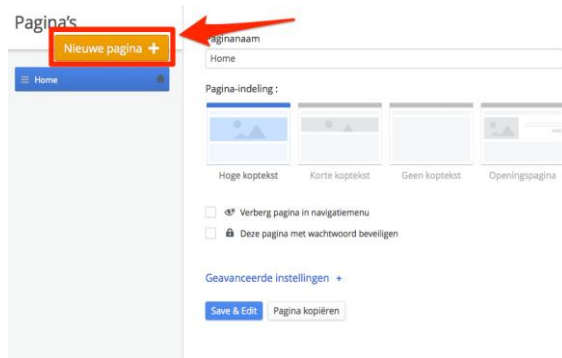 Pagina's
Nieuwe pagina +
Home
Paginanaam
Home
Pagina-indeling :
Hoge koptekst
Korte koptekst
Geen koptekst
Openingspagina
Verberg pagina in navigatiemenu
Deze pagina met wachtwoord beveiligen
Geavanceerde instellingen +
Save & Edit
Pagina kopiëren